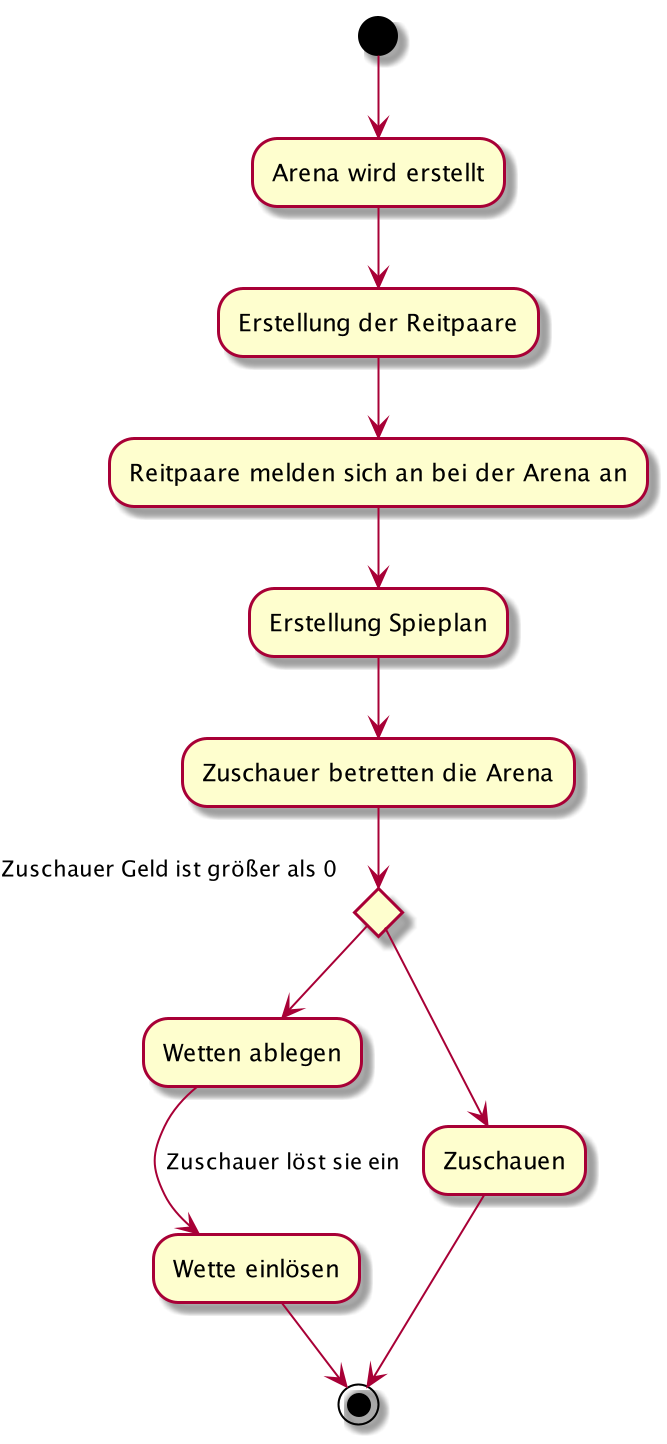 Arena wird erstellt
Erstellung der Reitpaare
Reitpaare melden sich an bei der Arena an
Erstellung Spieplan
Zuschauer betretten die Arena
Zuschauer Geld ist größer als 0
Wetten ablegen
Zuschauer löst sie ein
Zuschauen
Wette einlösen